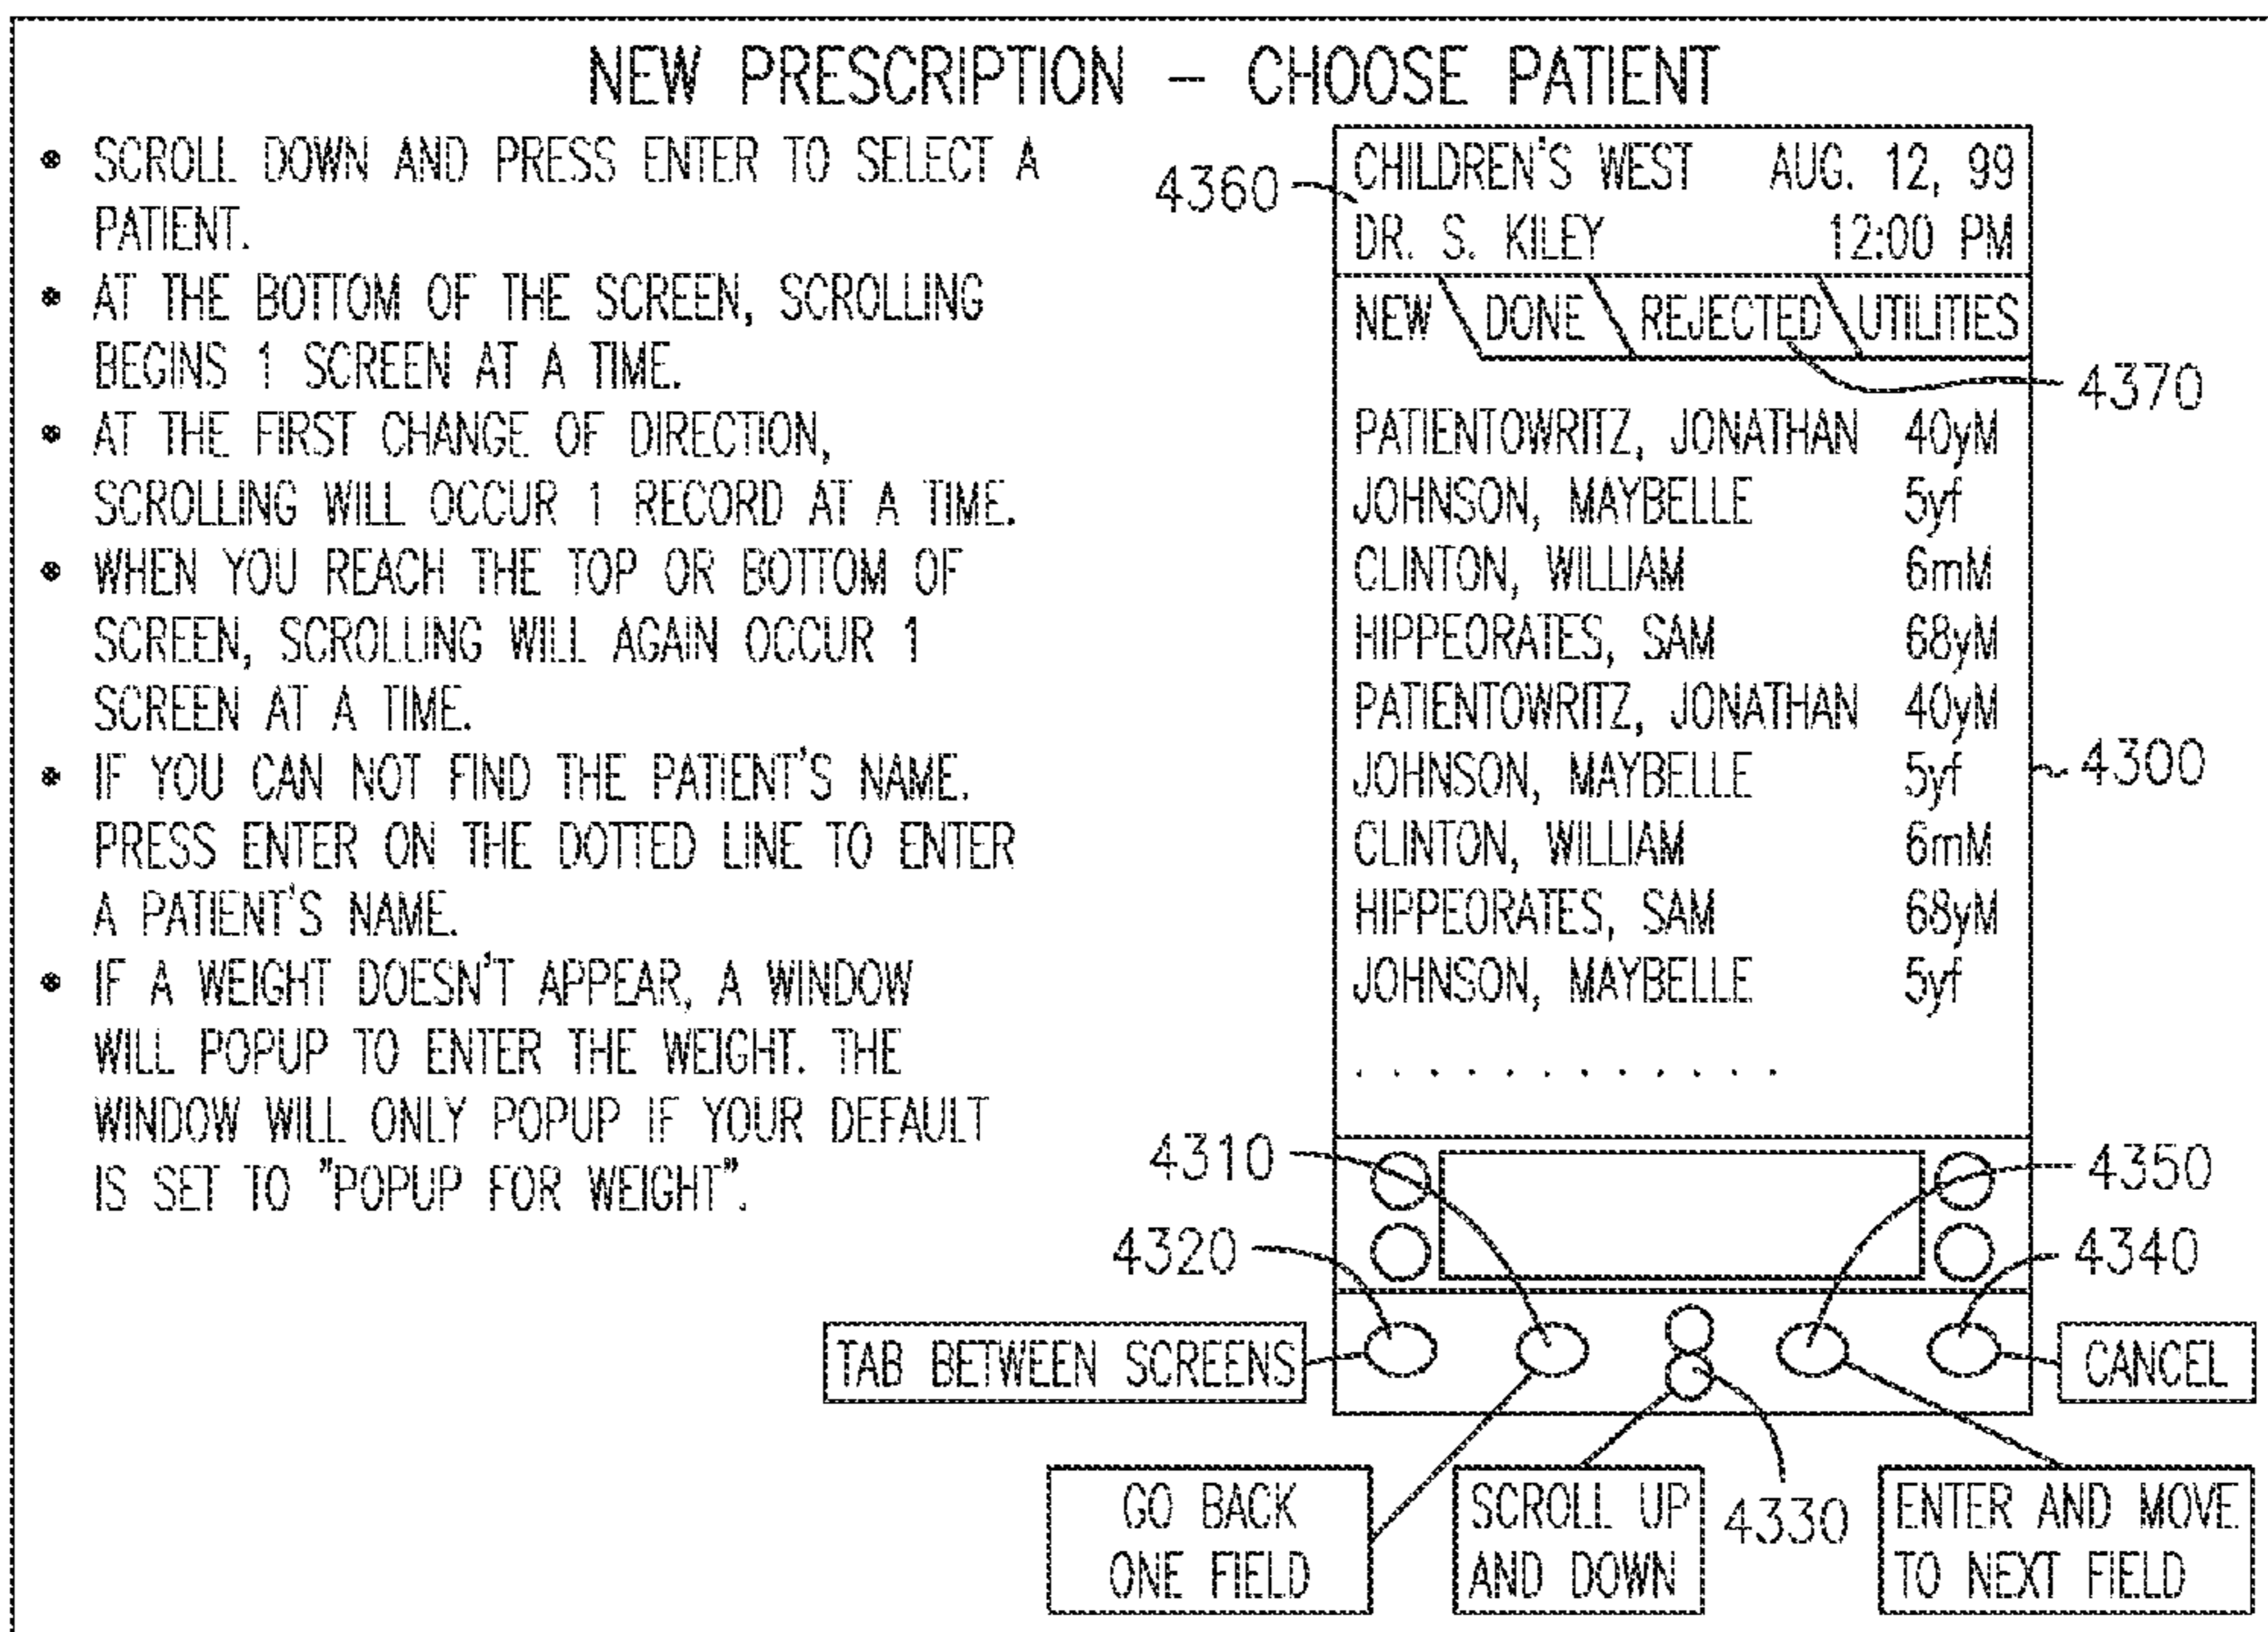 NEW PRESCRIPTION – CHOOSE PATIENT
• SCROLL DOWN AND PRESS ENTER TO SELECT A
PATIENT.
• AT THE BOTTOM OF THE SCREEN, SCROLLING
BEGINS 1 SCREEN AT A TIME.
• AT THE FIRST CHANGE OF DIRECTION,
SCROLLING WILL OCCUR 1 RECORD AT A TIME.
• WHEN YOU REACH THE TOP OR BOTTOM OF
SCREEN, SCROLLING WILL AGAIN OCCUR 1
SCREEN AT A TIME.
• IF YOU CAN NOT FIND THE PATIENT'S NAME.
PRESS ENTER ON THE DOTTED LINE TO ENTER
A PATIENT'S NAME.
• IF A WEIGHT DOESN'T APPEAR, A WINDOW
WILL POPUP TO ENTER THE WEIGHT. THE
WINDOW WILL ONLY POPUP IF YOUR DEFAULT
IS SET TO "POPUP FOR WEIGHT".
4360
CHILDREN'S WEST AUG. 12, 99
DR. S. KILEY 12:00 PM
NEW DONE REJECTED UTILITIES
4370
PATIENTOWRITZ, JONATHAN 40yM
JOHNSON, MAYBELLE 5yf
CLINTON, WILLIAM 6mM
HIPPEORATES, SAM 68yM
PATIENTOWRITZ, JONATHAN 40yM
JOHNSON, MAYBELLE 5yf
4300
CLINTON, WILLIAM 6mM
HIPPEORATES, SAM 68yM
JOHNSON, MAYBELLE 5yf
. . . . . . . . . . . . .
4310
4350
4320
4340
TAB BETWEEN SCREENS
CANCEL
GO BACK
ONE FIELD
SCROLL UP
AND DOWN
4330
ENTER AND MOVE
TO NEXT FIELD